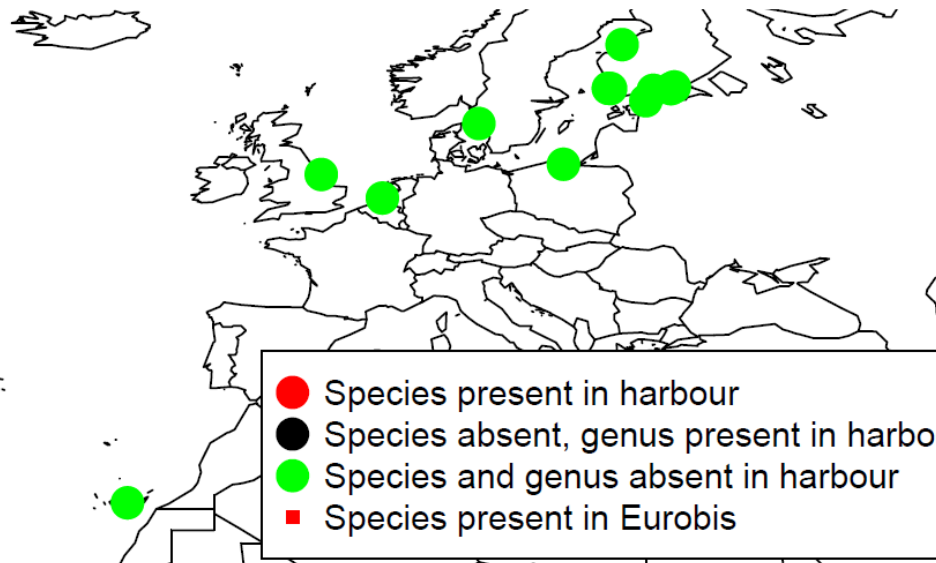 Species present in harbour
Species absent, genus present in harbo
Species and genus absent in harbour
Species present in Eurobis